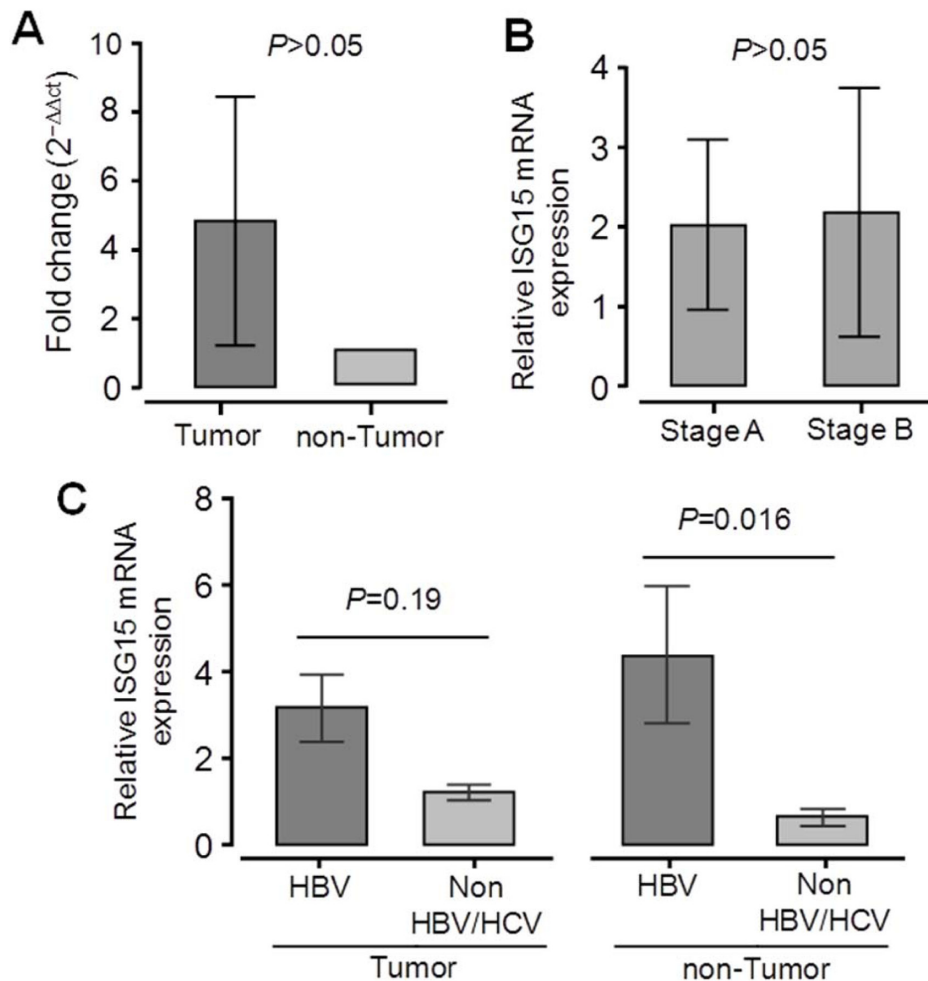 A
P>0.05
Fold change (2^−ΔΔct)
10
8
6
4
2
0
Tumor
non-Tumor
B
P>0.05
Relative ISG15 mRNA
expression
4
3
2
1
0
Stage A
Stage B
C
Relative ISG15 mRNA
expression
8
6
4
2
0
P=0.19
P=0.016
HBV
Non
HBV/HCV
Tumor
HBV
Non
HBV/HCV
non-Tumor